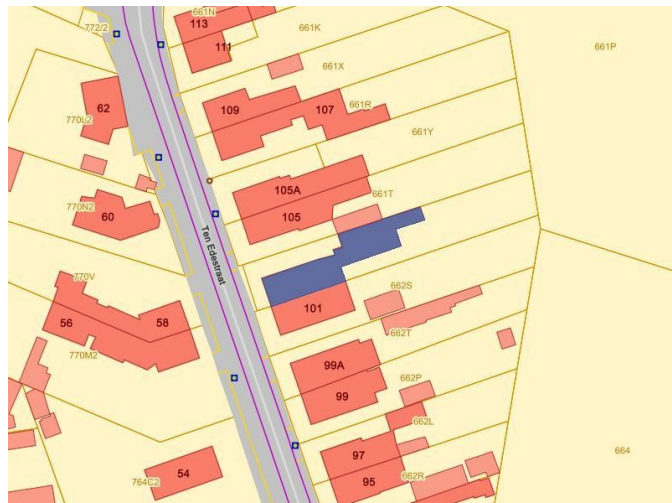 661N
772/2
113
661K
111
661P
661X
62
109
107
661R
770L2
661Y
105A
661T
770N2
60
105
Ten Edestraat
770V
662S
101
56
58
662T
770M2
99A
662P
99
662L
664
97
54
662R
764C2
95